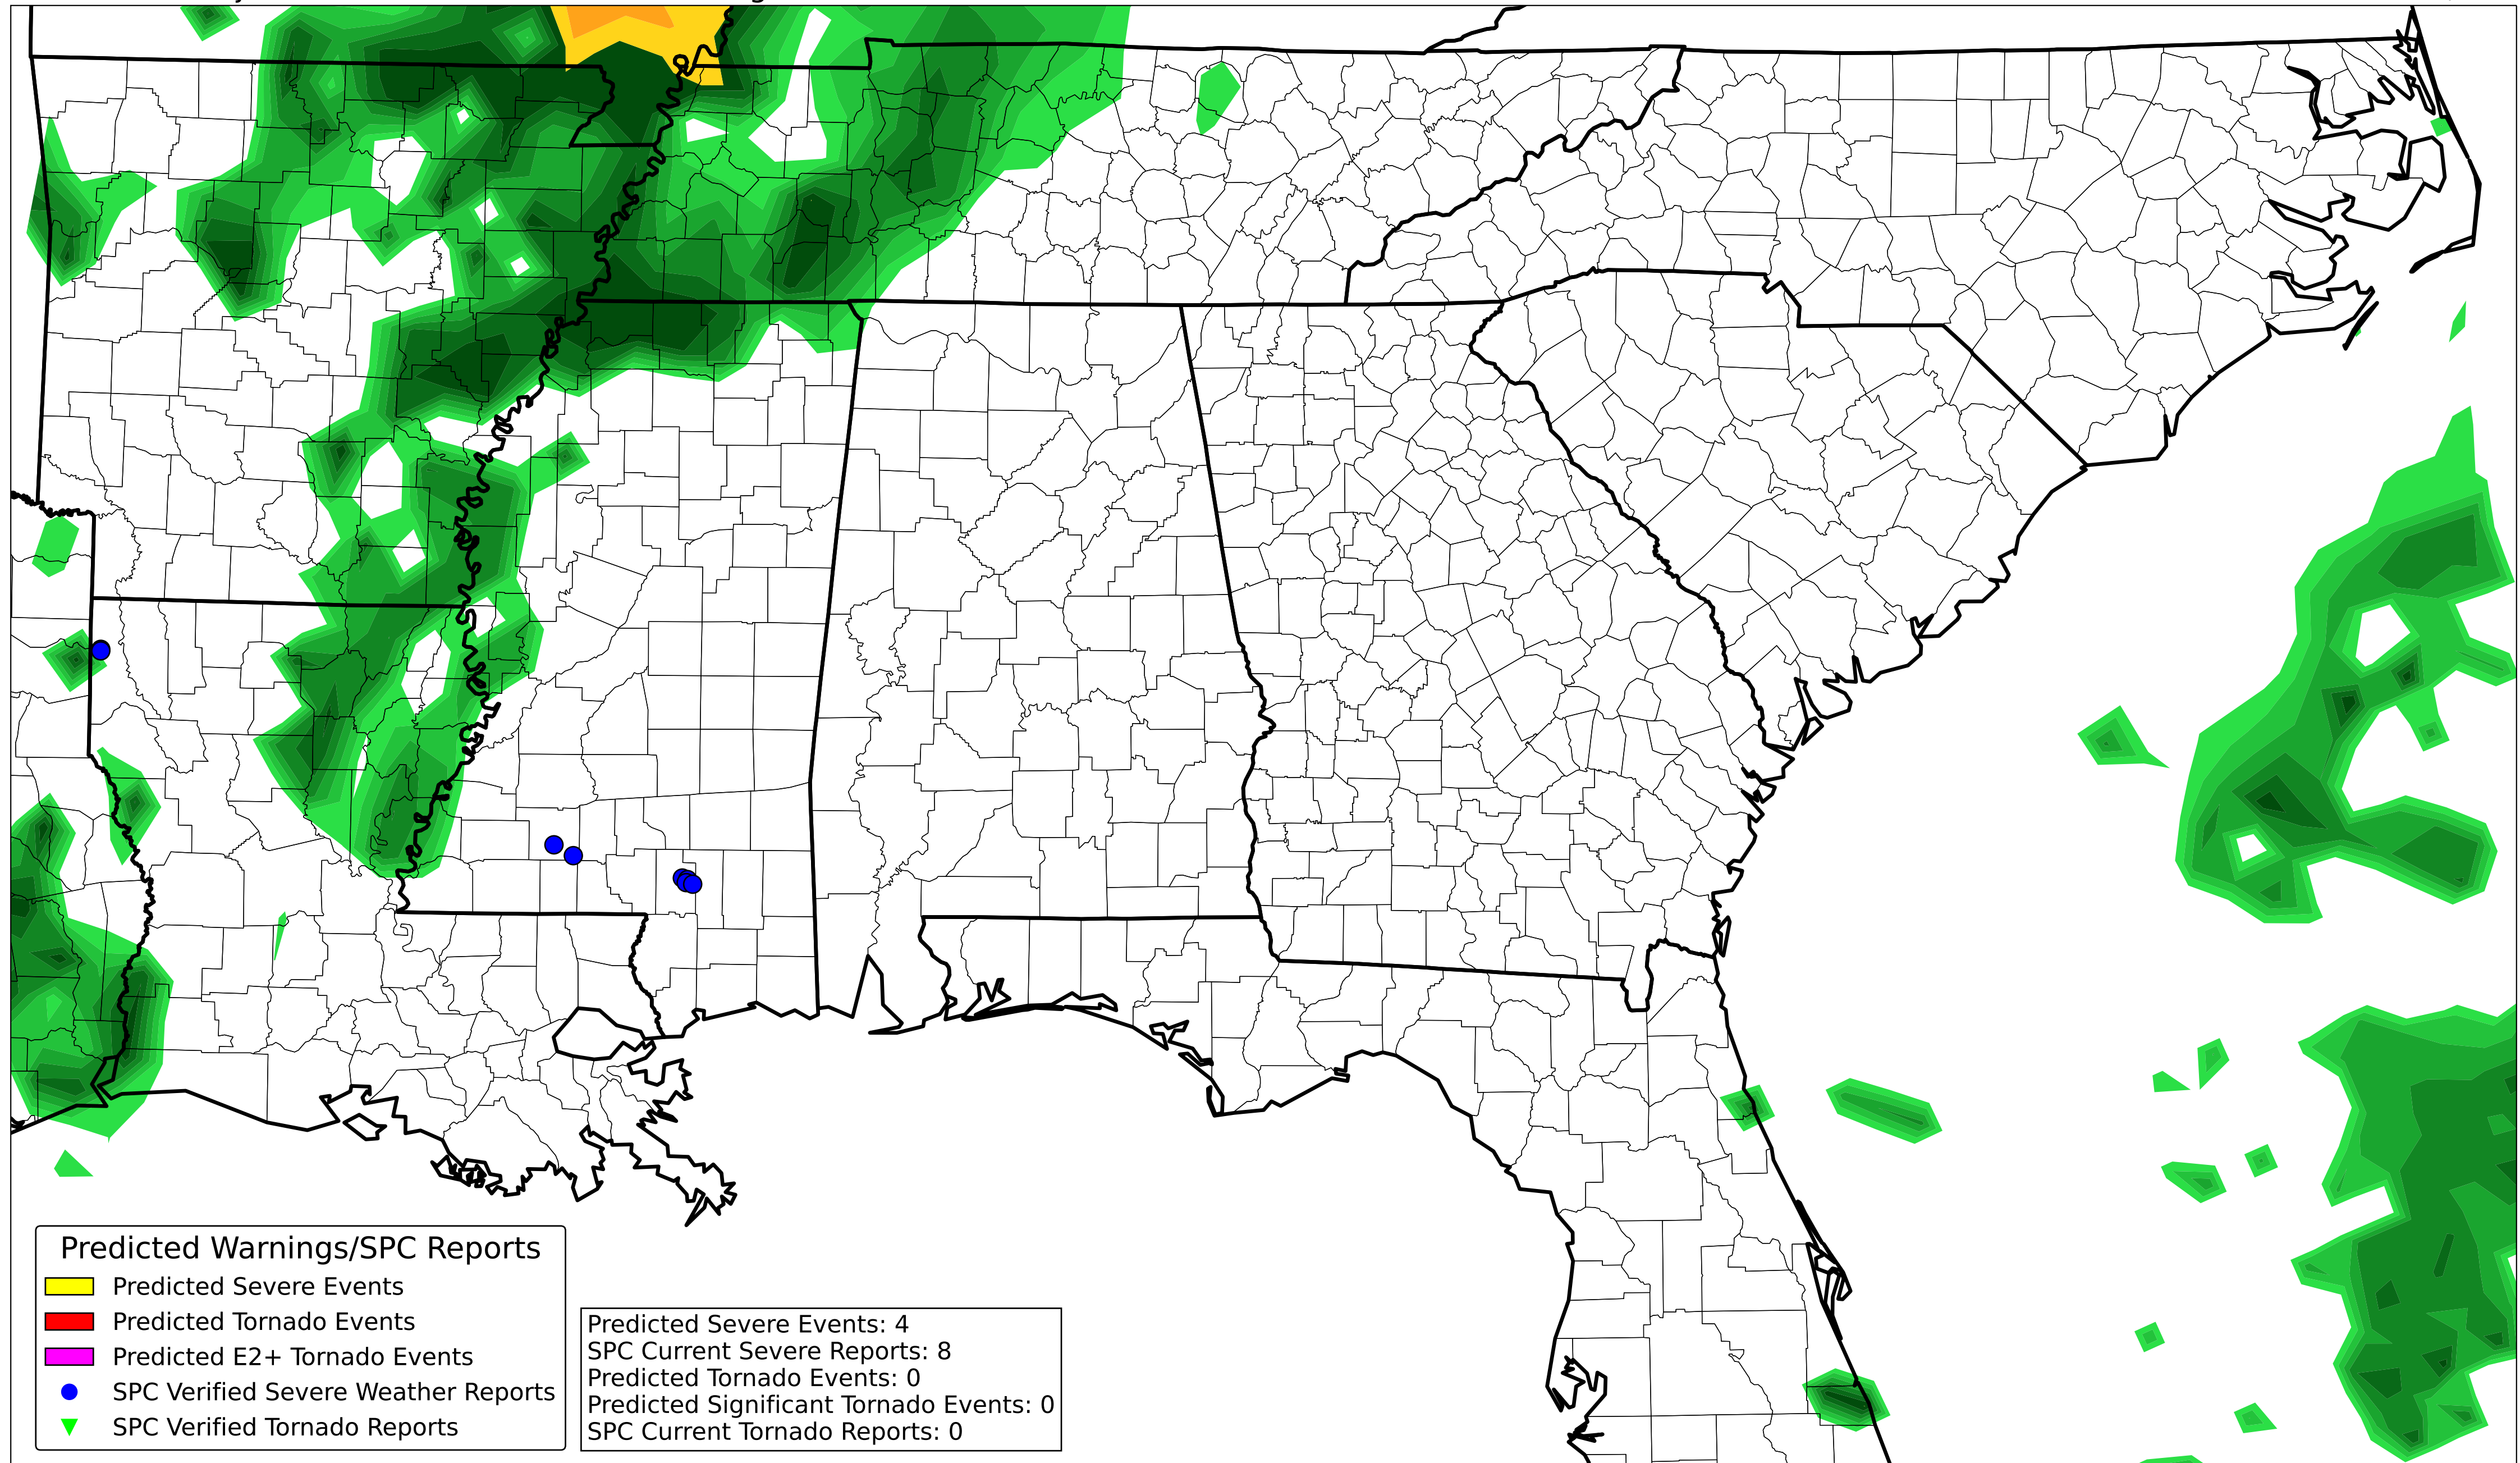 Predicted Warnings/SPC Reports
Predicted Severe Events
Predicted Tornado Events
Predicted E2+ Tornado Events
SPC Verified Severe Weather Reports
SPC Verified Tornado Reports
Predicted Severe Events: 4
SPC Current Severe Reports: 8
Predicted Tornado Events: 0
Predicted Significant Tornado Events: 0
SPC Current Tornado Reports: 0